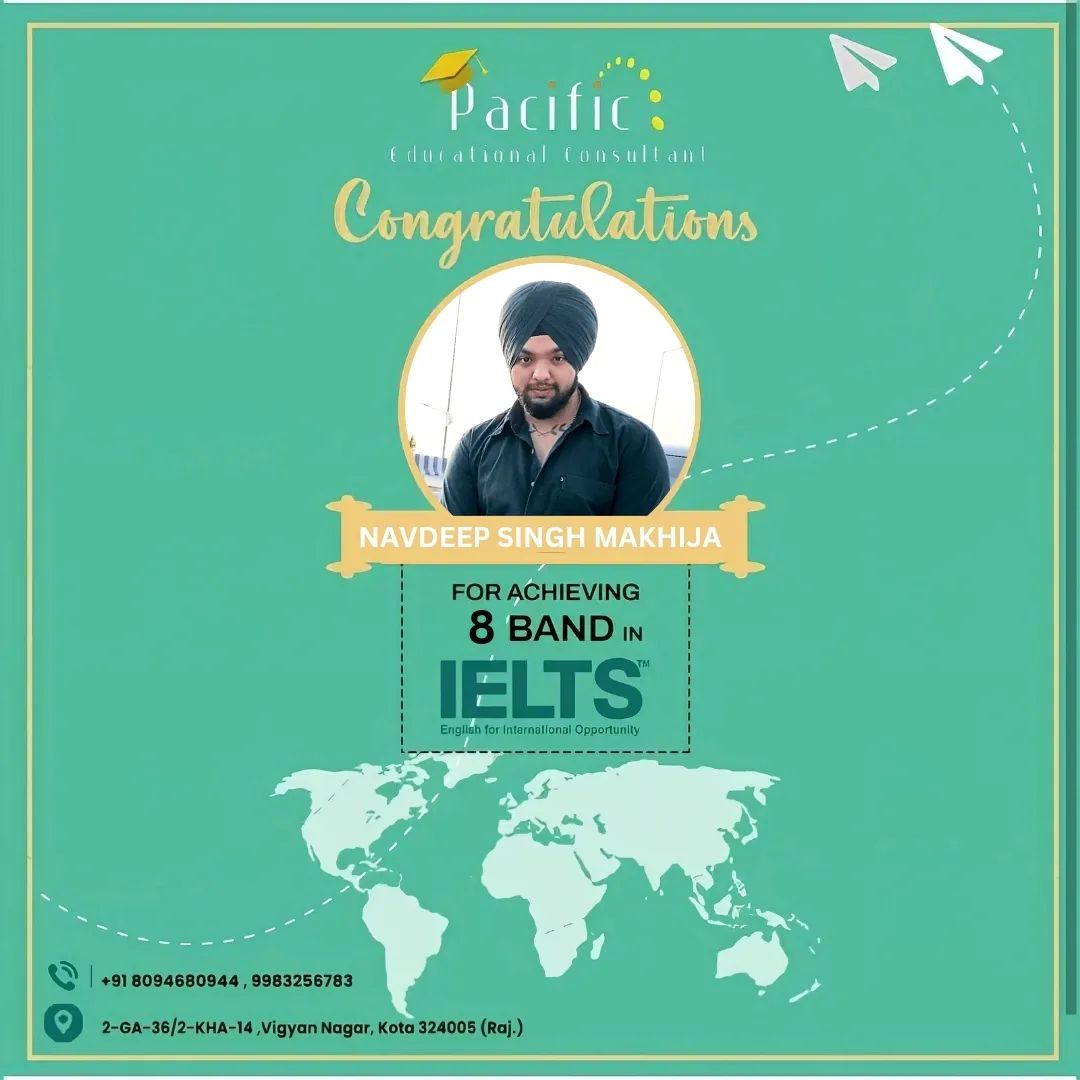 Pacific
Educational Consultant
Congratulations
NAVDEEP SINGH MAKHIJA
FOR ACHIEVING
8 BAND IN
IELTS™
English for International Opportunity
+91 8094680944 , 9983256783
2-GA-36/2-KHA-14 ,Vigyan Nagar, Kota 324005 (Raj.)